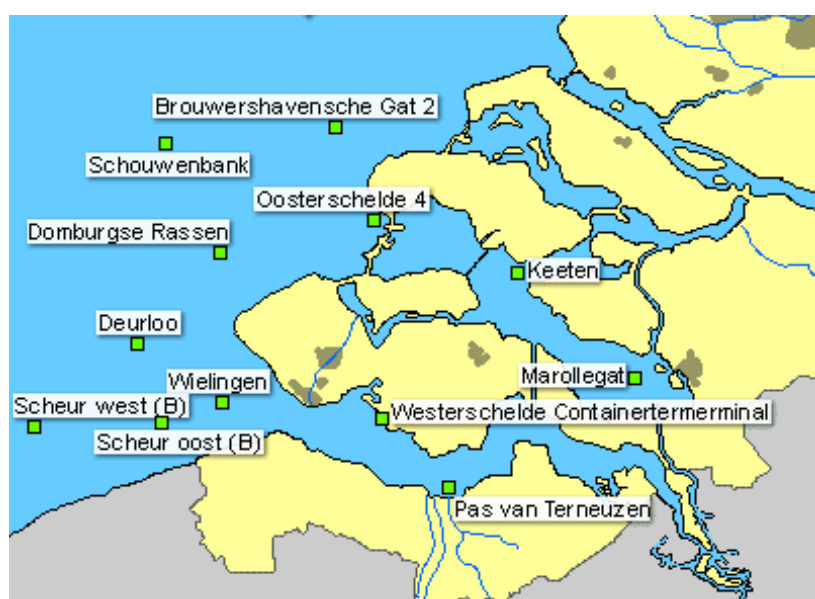 Brouwershavensche Gat 2
Schouwenbank
Oosterschelde 4
Domburgse Rassen
Keeten
Deurloo
Marollegat
Wielingen
Scheur west (B)
Westerschelde Containertermerminal
Scheur oost (B)
Pas van Terneuzen